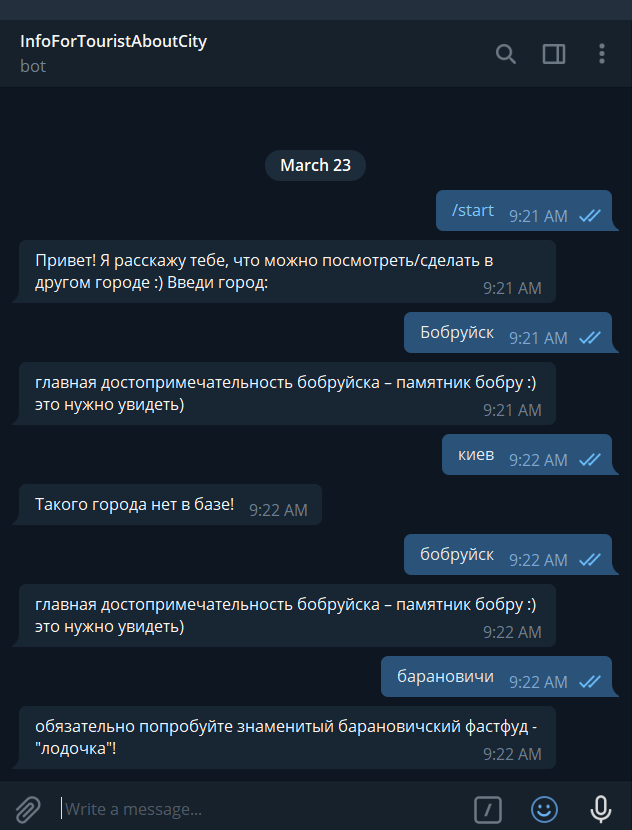 InfoForTouristAboutCity
bot
March 23
/start 9:21 AM
Привет! Я расскажу тебе, что можно посмотреть/сделать в
другом городе :) Введи город:
9:21 AM
Бобруйск 9:21 AM
главная достопримечательность бобруйска – памятник бобру :)
это нужно увидеть)
9:21 AM
киев 9:22 AM
Такого города нет в базе! 9:22 AM
бобруйск 9:22 AM
главная достопримечательность бобруйска – памятник бобру :)
это нужно увидеть)
9:22 AM
барановичи 9:22 AM
обязательно попробуйте знаменитый барановичский фастфуд -
"лодочка"!
9:22 AM
Write a message...